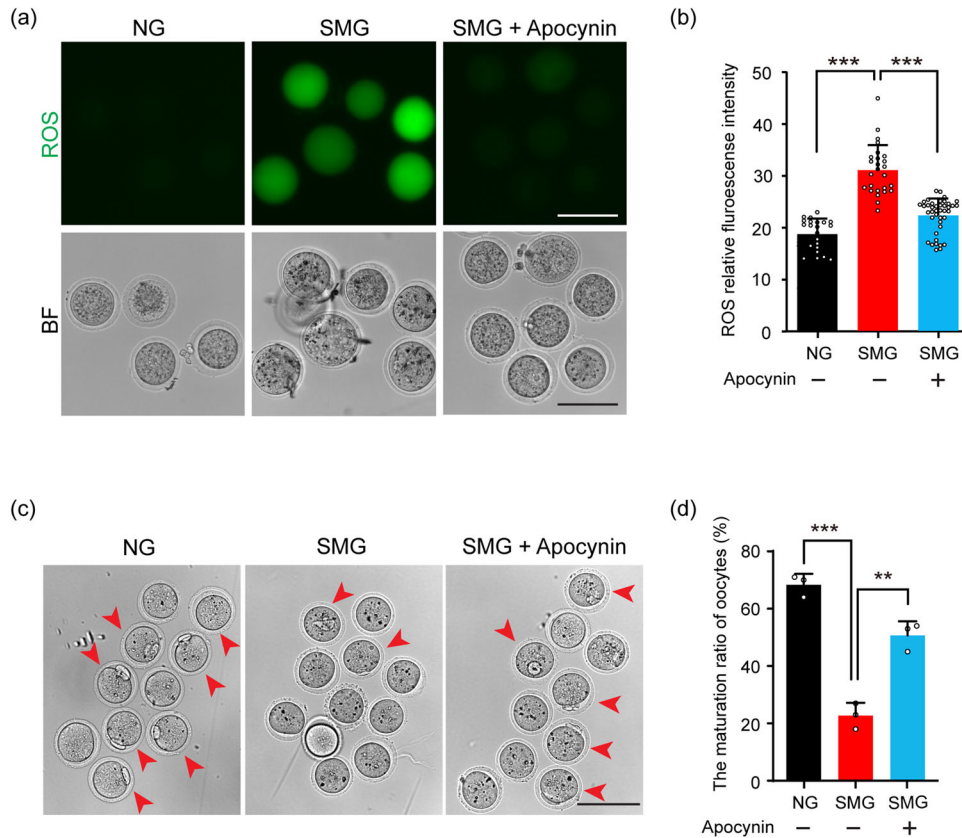 (a)
NG SMG SMG + Apocynin
ROS
BF
(b)
ROS relative fluroescense intensity
*** ***
50
40
30
20
10
0
NG SMG SMG
Apocynin − − +
(c)
NG SMG SMG + Apocynin
(d)
The maturation ratio of oocytes (%)
***
**
80
60
40
20
0
NG SMG SMG
Apocynin − − +